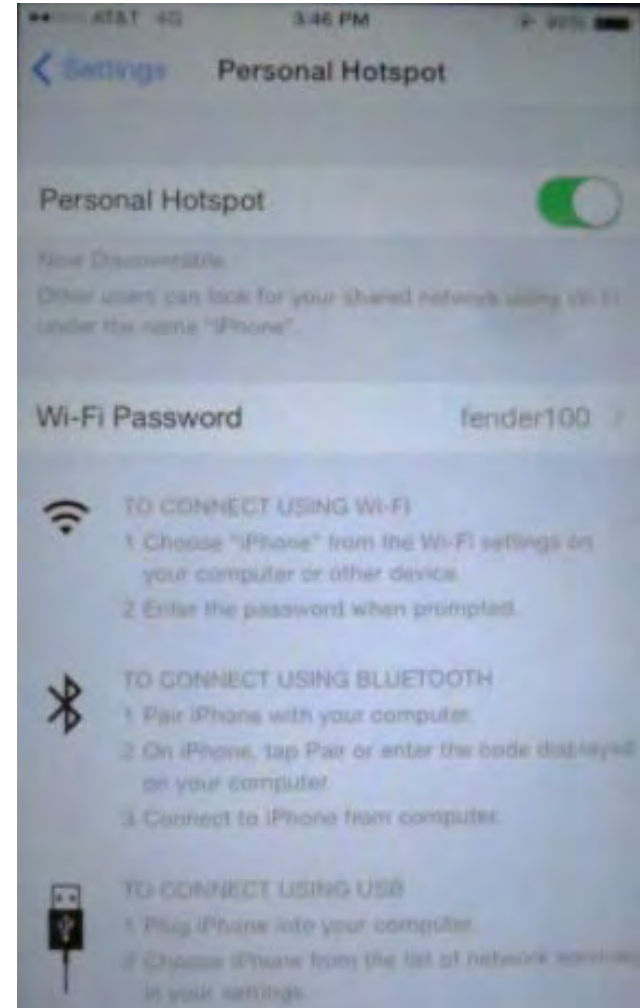 AT&T 4G 3:46 PM
Settings Personal Hotspot
Personal Hotspot
Now Discoverable.
Other users can look for your shared network using Wi-Fi
under the name "iPhone".
Wi-Fi Password fender100
TO CONNECT USING WI-FI
1 Choose "iPhone" from the Wi-Fi settings on
your computer or other device.
2 Enter the password when prompted.
TO CONNECT USING BLUETOOTH
1 Pair iPhone with your computer.
2 On iPhone, tap Pair or enter the code displayed
on your computer.
3 Connect to iPhone from computer.
TO CONNECT USING USB
1 Plug iPhone into your computer.
2 Choose iPhone from the list of network services
in your settings.